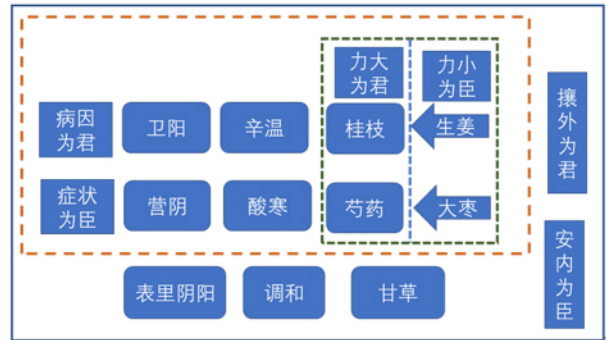 力大
为君
力小
为臣
病因
为君
卫阳
辛温
桂枝
生姜
攘外为君
症状
为臣
营阴
酸寒
芍药
大枣
安内为臣
表里阴阳
调和
甘草